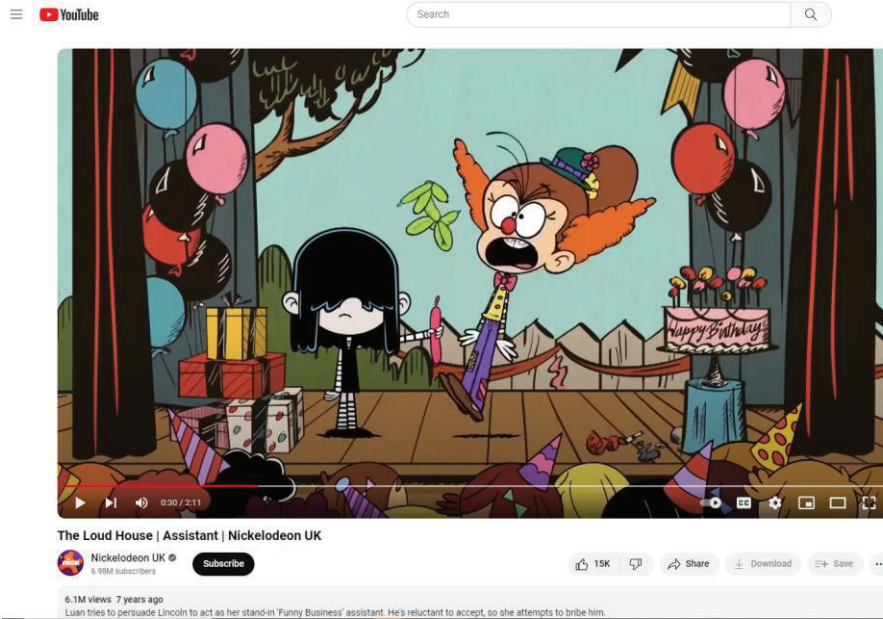 YouTube
Search
Happy Birthday
0:30 / 2:11
CC
The Loud House | Assistant | Nickelodeon UK
Nickelodeon UK
6.98M subscribers
Subscribe
15K
Share
Download
Save
6.1M views 7 years ago
Luan tries to persuade Lincoln to act as her stand-in 'Funny Business' assistant. He's reluctant to accept, so she attempts to bribe him.